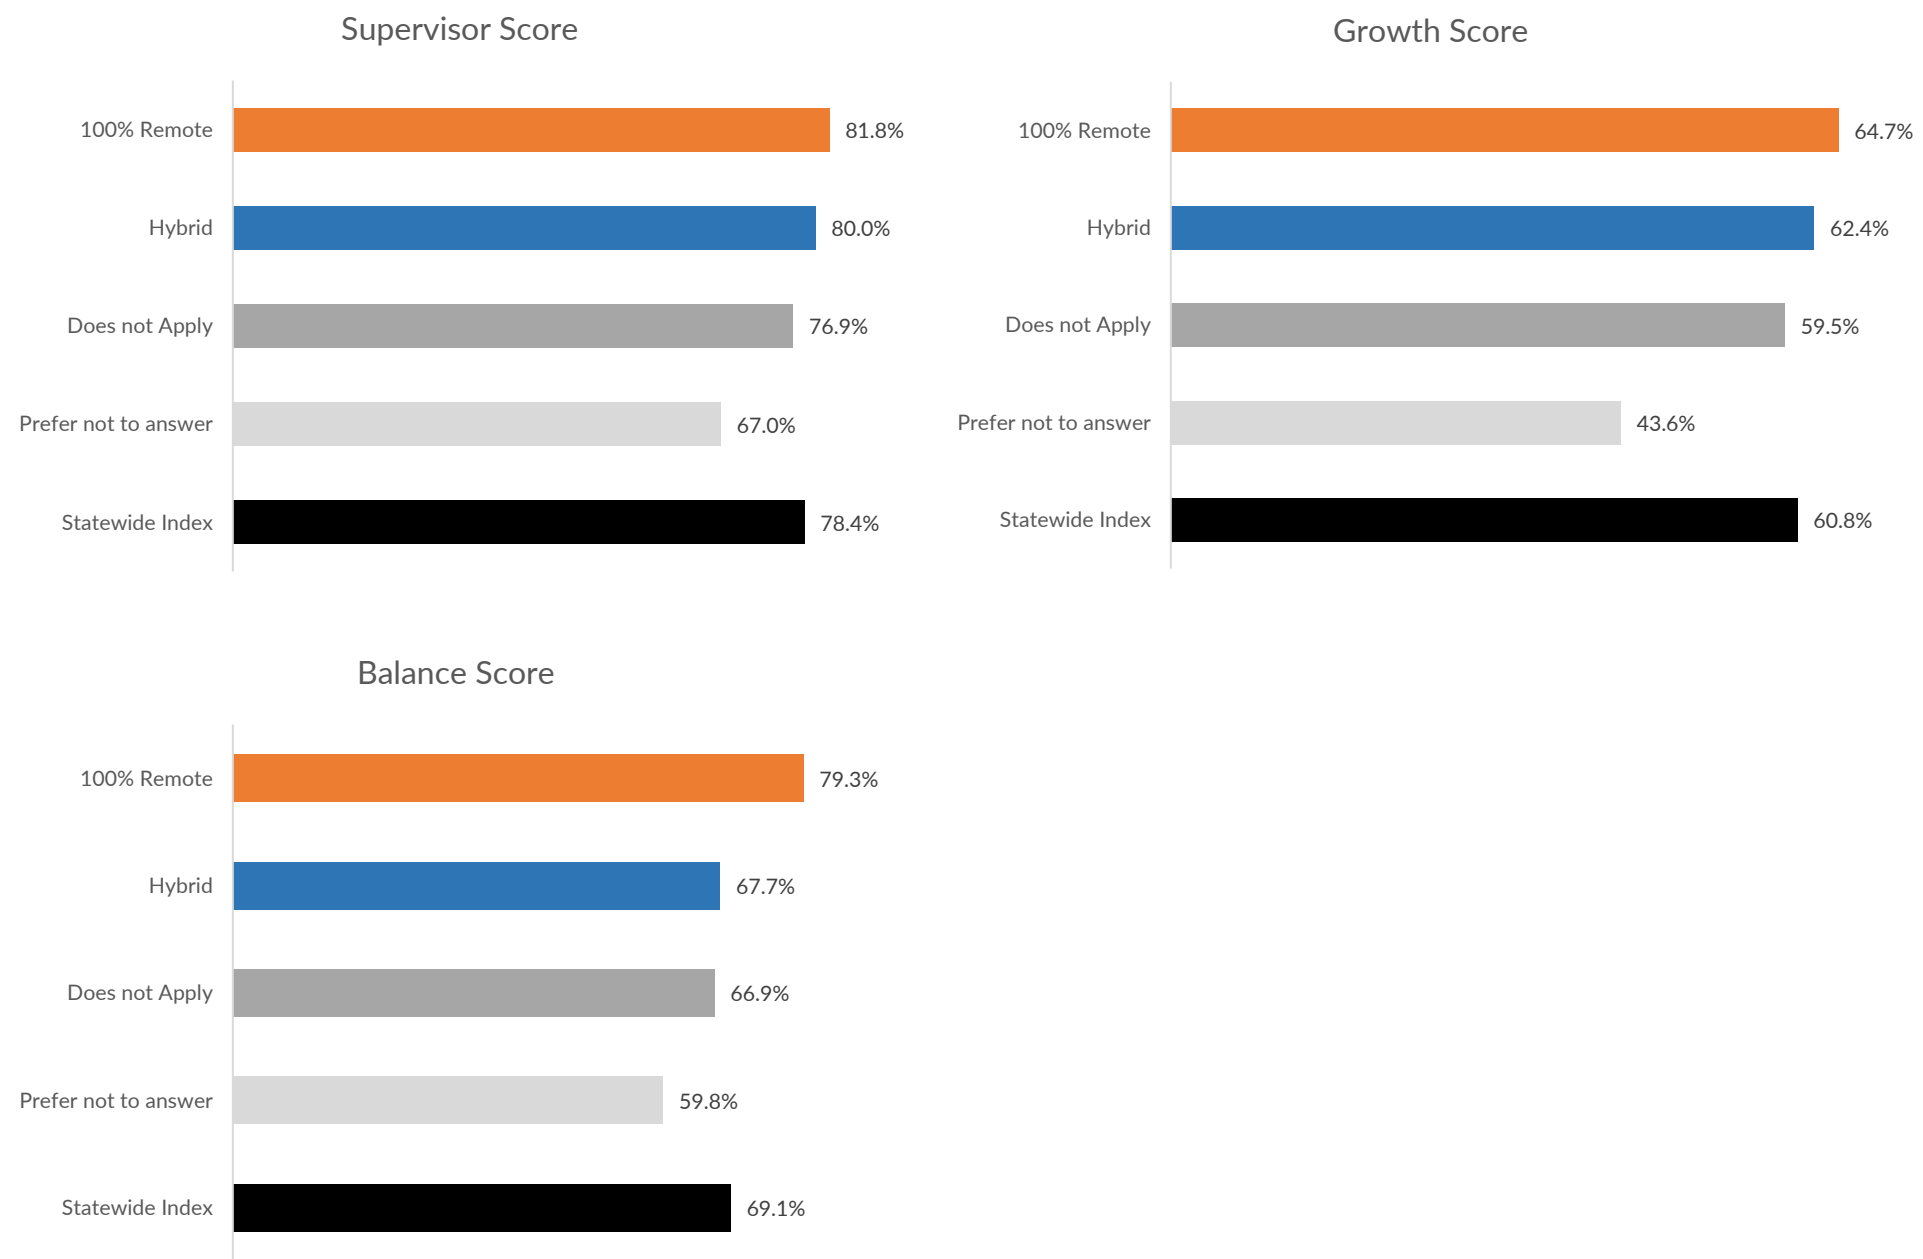 Supervisor Score
100% Remote 81.8%
Hybrid 80.0%
Does not Apply 76.9%
Prefer not to answer 67.0%
Statewide Index 78.4%
Growth Score
100% Remote 64.7%
Hybrid 62.4%
Does not Apply 59.5%
Prefer not to answer 43.6%
Statewide Index 60.8%
Balance Score
100% Remote 79.3%
Hybrid 67.7%
Does not Apply 66.9%
Prefer not to answer 59.8%
Statewide Index 69.1%